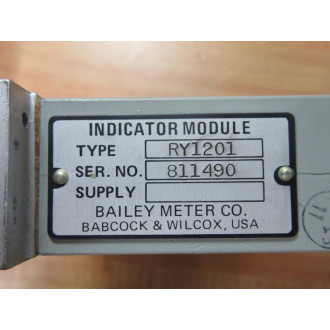 INDICATOR MODULE
TYPE RY1201
SER. NO. 811490
SUPPLY
BAILEY METER CO.
BABCOCK & WILCOX, USA